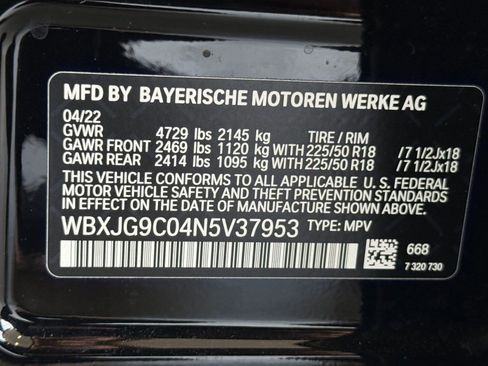 MFD BY BAYERISCHE MOTOREN WERKE AG
04/22
GVWR 4729 lbs 2145 kg TIRE / RIM
GAWR FRONT 2469 lbs 1120 kg WITH 225/50 R18 /7 1/2Jx18
GAWR REAR 2414 lbs 1095 kg WITH 225/50 R18 /7 1/2Jx18
THIS VEHICLE CONFORMS TO ALL APPLICABLE U. S. FEDERAL
MOTOR VEHICLE SAFETY AND THEFT PREVENTION STANDARDS
IN EFFECT ON THE DATE OF MANUFACTURE SHOWN ABOVE.
WBXJG9C04N5V37953 TYPE: MPV
668
7 320 730